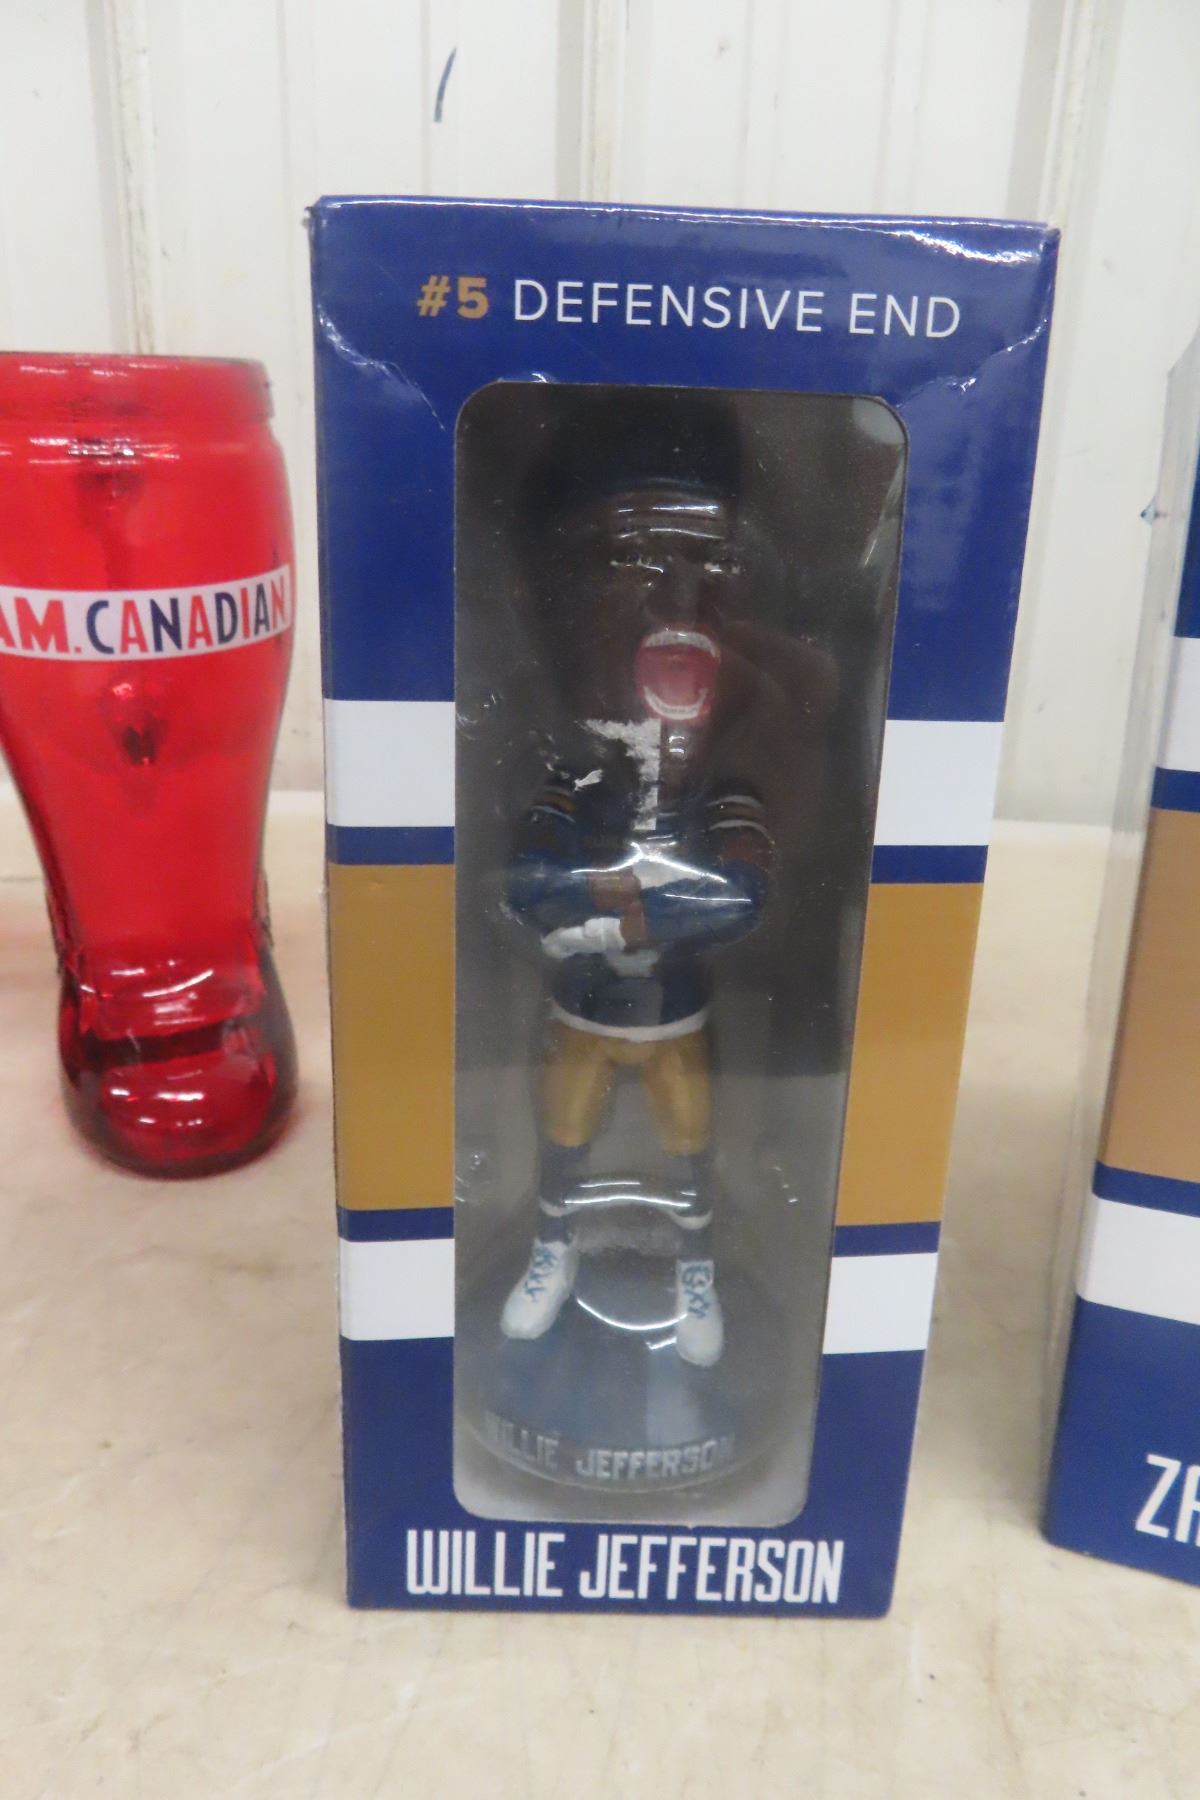 #5 DEFENSIVE END
AM. CANADIAN
WILLIE JEFFERSON
WILLIE JEFFERSON